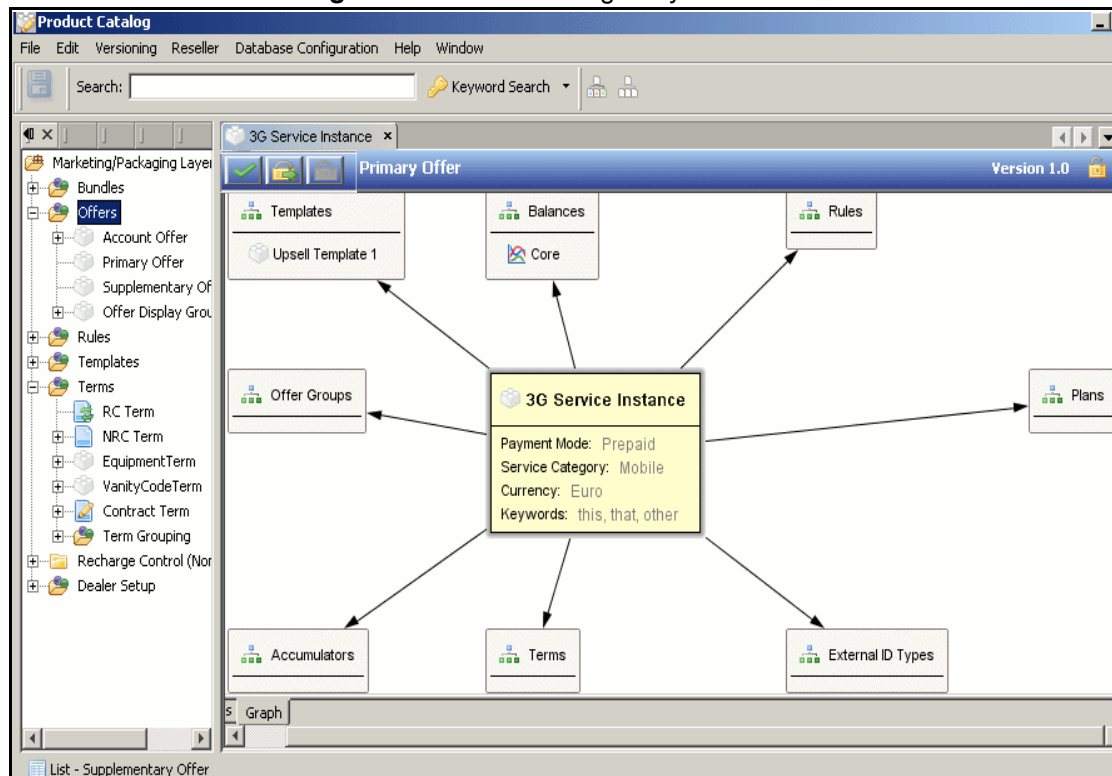 Product Catalog
File Edit Versioning Reseller Database Configuration Help Window
Search: Keyword Search
3G Service Instance
Marketing/Packaging Layer
Primary Offer Version 1.0
Bundles
Offers
Account Offer
Primary Offer
Supplementary Of
Offer Display Grou
Rules
Templates
Terms
RC Term
NRC Term
EquipmentTerm
VanityCodeTerm
Contract Term
Term Grouping
Recharge Control (Nor
Dealer Setup
Templates
Upsell Template 1
Balances
Core
Rules
Offer Groups
3G Service Instance
Payment Mode: Prepaid
Service Category: Mobile
Currency: Euro
Keywords: this, that, other
Plans
Accumulators
Terms
External ID Types
s Graph
List - Supplementary Offer